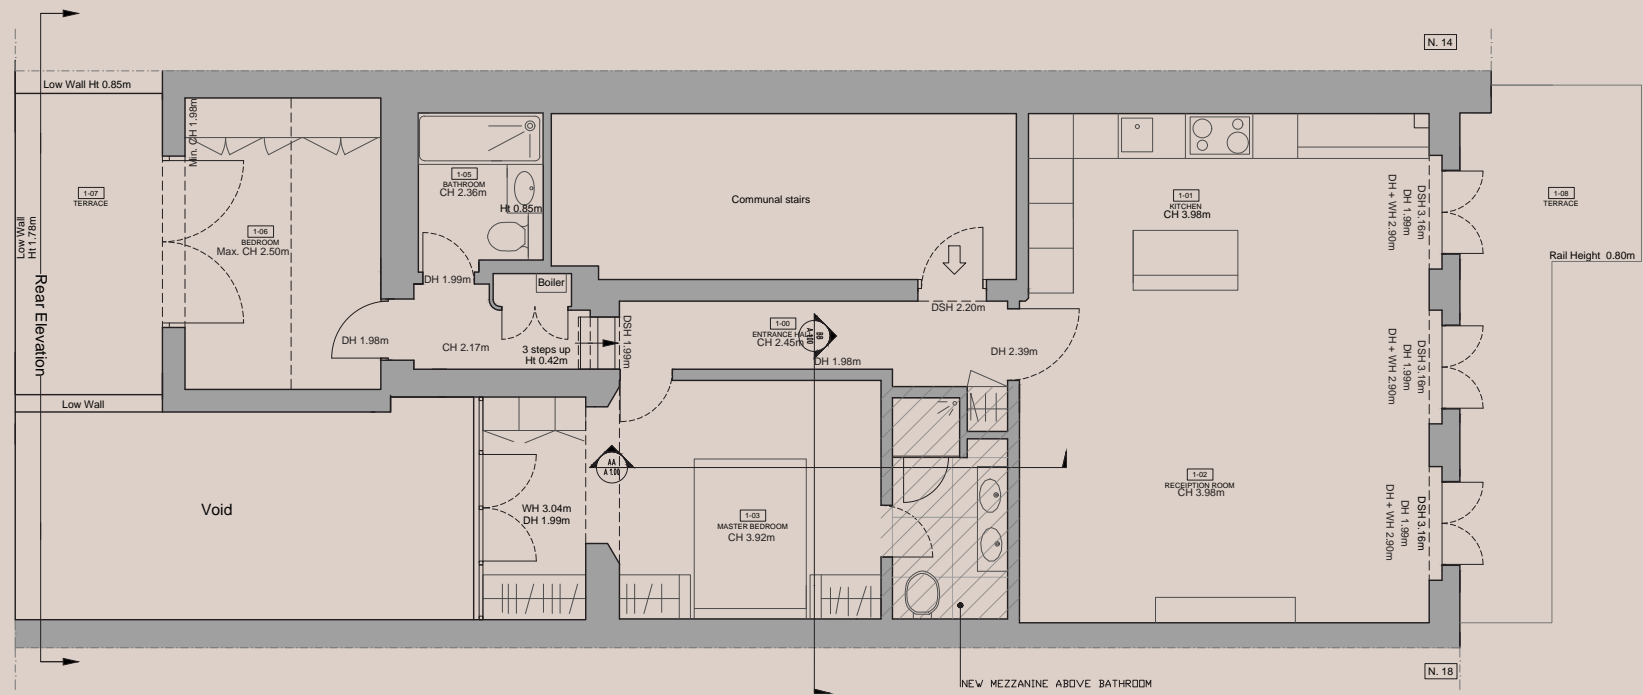 N. 14
Low Wall Ht 0.85m
Min. CH 1.98m
1-07
TERRACE
Low Wall
Ht 1.78m
Rear Elevation
1-06
BEDROOM
Max. CH 2.50m
1-05
BATHROOM
CH 2.36m
Ht 0.85m
DH 1.99m
Boiler
Communal stairs
1-01
KITCHEN
CH 3.98m
DSH 3.16m
DH 1.99m
DH + WH 2.90m
1-08
TERRACE
Rail Height 0.80m
DSH 2.20m
1-00
ENTRANCE HALL
CH 2.45m
BB
A 1.00
DH 1.98m
DH 2.39m
DH 1.98m
CH 2.17m
3 steps up
Ht 0.42m
DSH 1.99m
DSH 3.16m
DH 1.99m
DH + WH 2.90m
Low Wall
AA
A 1.00
Void
WH 3.04m
DH 1.99m
1-03
MASTER BEDROOM
CH 3.92m
1-02
RECEIPTION ROOM
CH 3.98m
DSH 3.16m
DH 1.99m
DH + WH 2.90m
N. 18
NEW MEZZANINE ABOVE BATHROOM